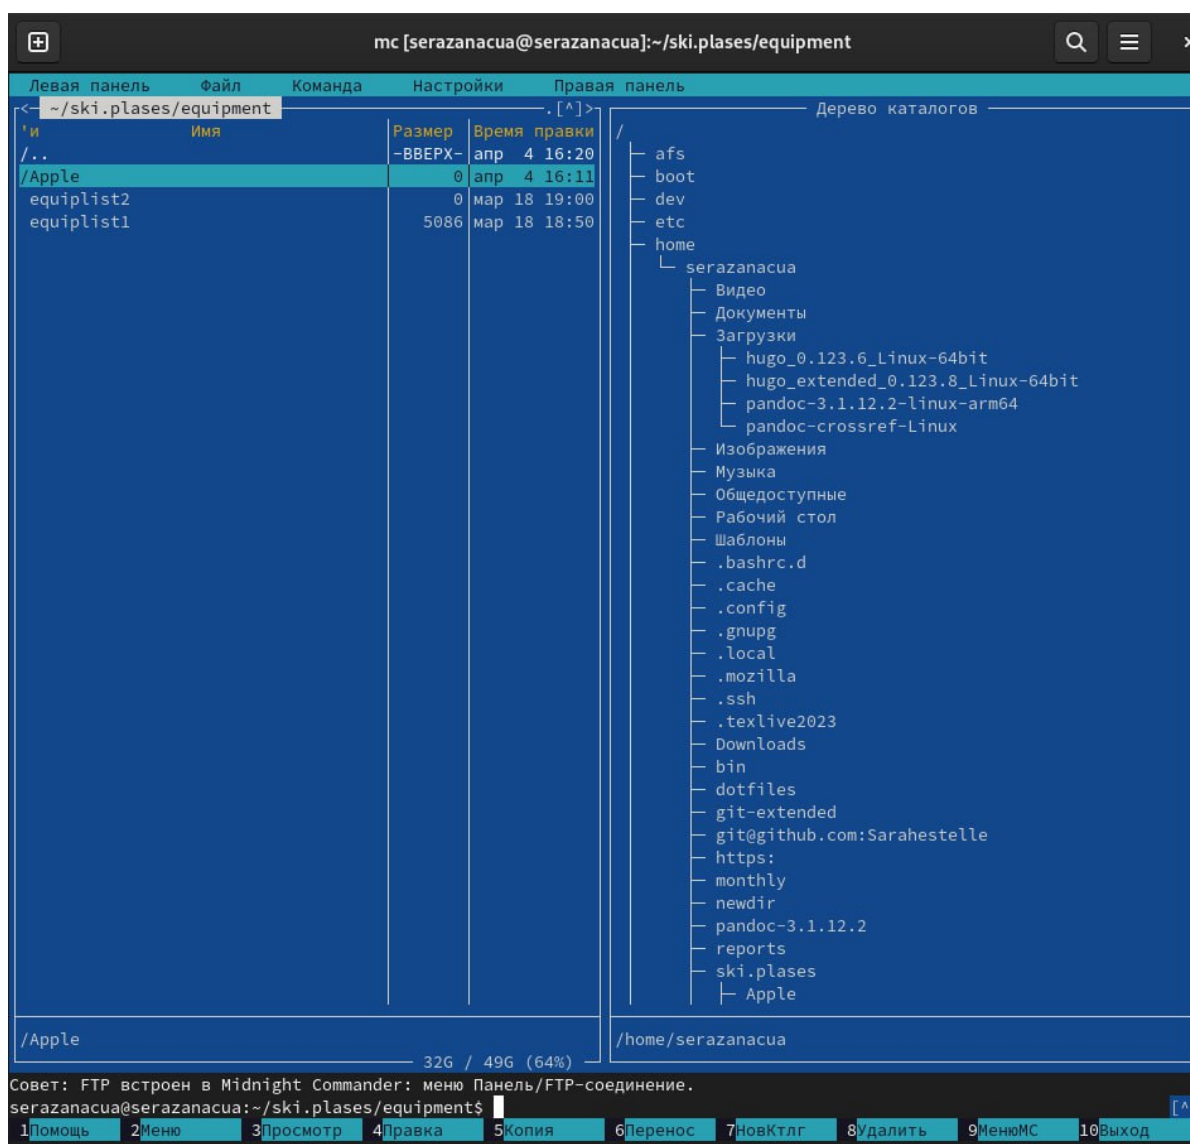 mc [serazanacua@serazanacua]:~/ski.plases/equipment
Левая панель Файл Команда Настройки Правая панель
<─ ~/ski.plases/equipment .[^]>
'и Имя Размер Время правки
/.. -ВВЕРХ- апр 4 16:20
/Apple 0 апр 4 16:11
equiplist2 0 мар 18 19:00
equiplist1 5086 мар 18 18:50
/Apple
32G / 49G (64%)
Дерево каталогов
/
afs
boot
dev
etc
home
serazanacua
Видео
Документы
Загрузки
hugo_0.123.6_Linux-64bit
hugo_extended_0.123.8_Linux-64bit
pandoc-3.1.12.2-linux-arm64
pandoc-crossref-Linux
Изображения
Музыка
Общедоступные
Рабочий стол
Шаблоны
.bashrc.d
.cache
.config
.gnupg
.local
.mozilla
.ssh
.texlive2023
Downloads
bin
dotfiles
git-extended
git@github.com:Sarahestelle
https:
monthly
newdir
pandoc-3.1.12.2
reports
ski.plases
Apple
/home/serazanacua
Совет: FTP встроен в Midnight Commander: меню Панель/FTP-соединение.
serazanacua@serazanacua:~/ski.plases/equipment$ [^
1Помощь 2Меню 3Просмотр 4Правка 5Копия 6Перенос 7НовКтлг 8Удалить 9МенюMC 10Выход